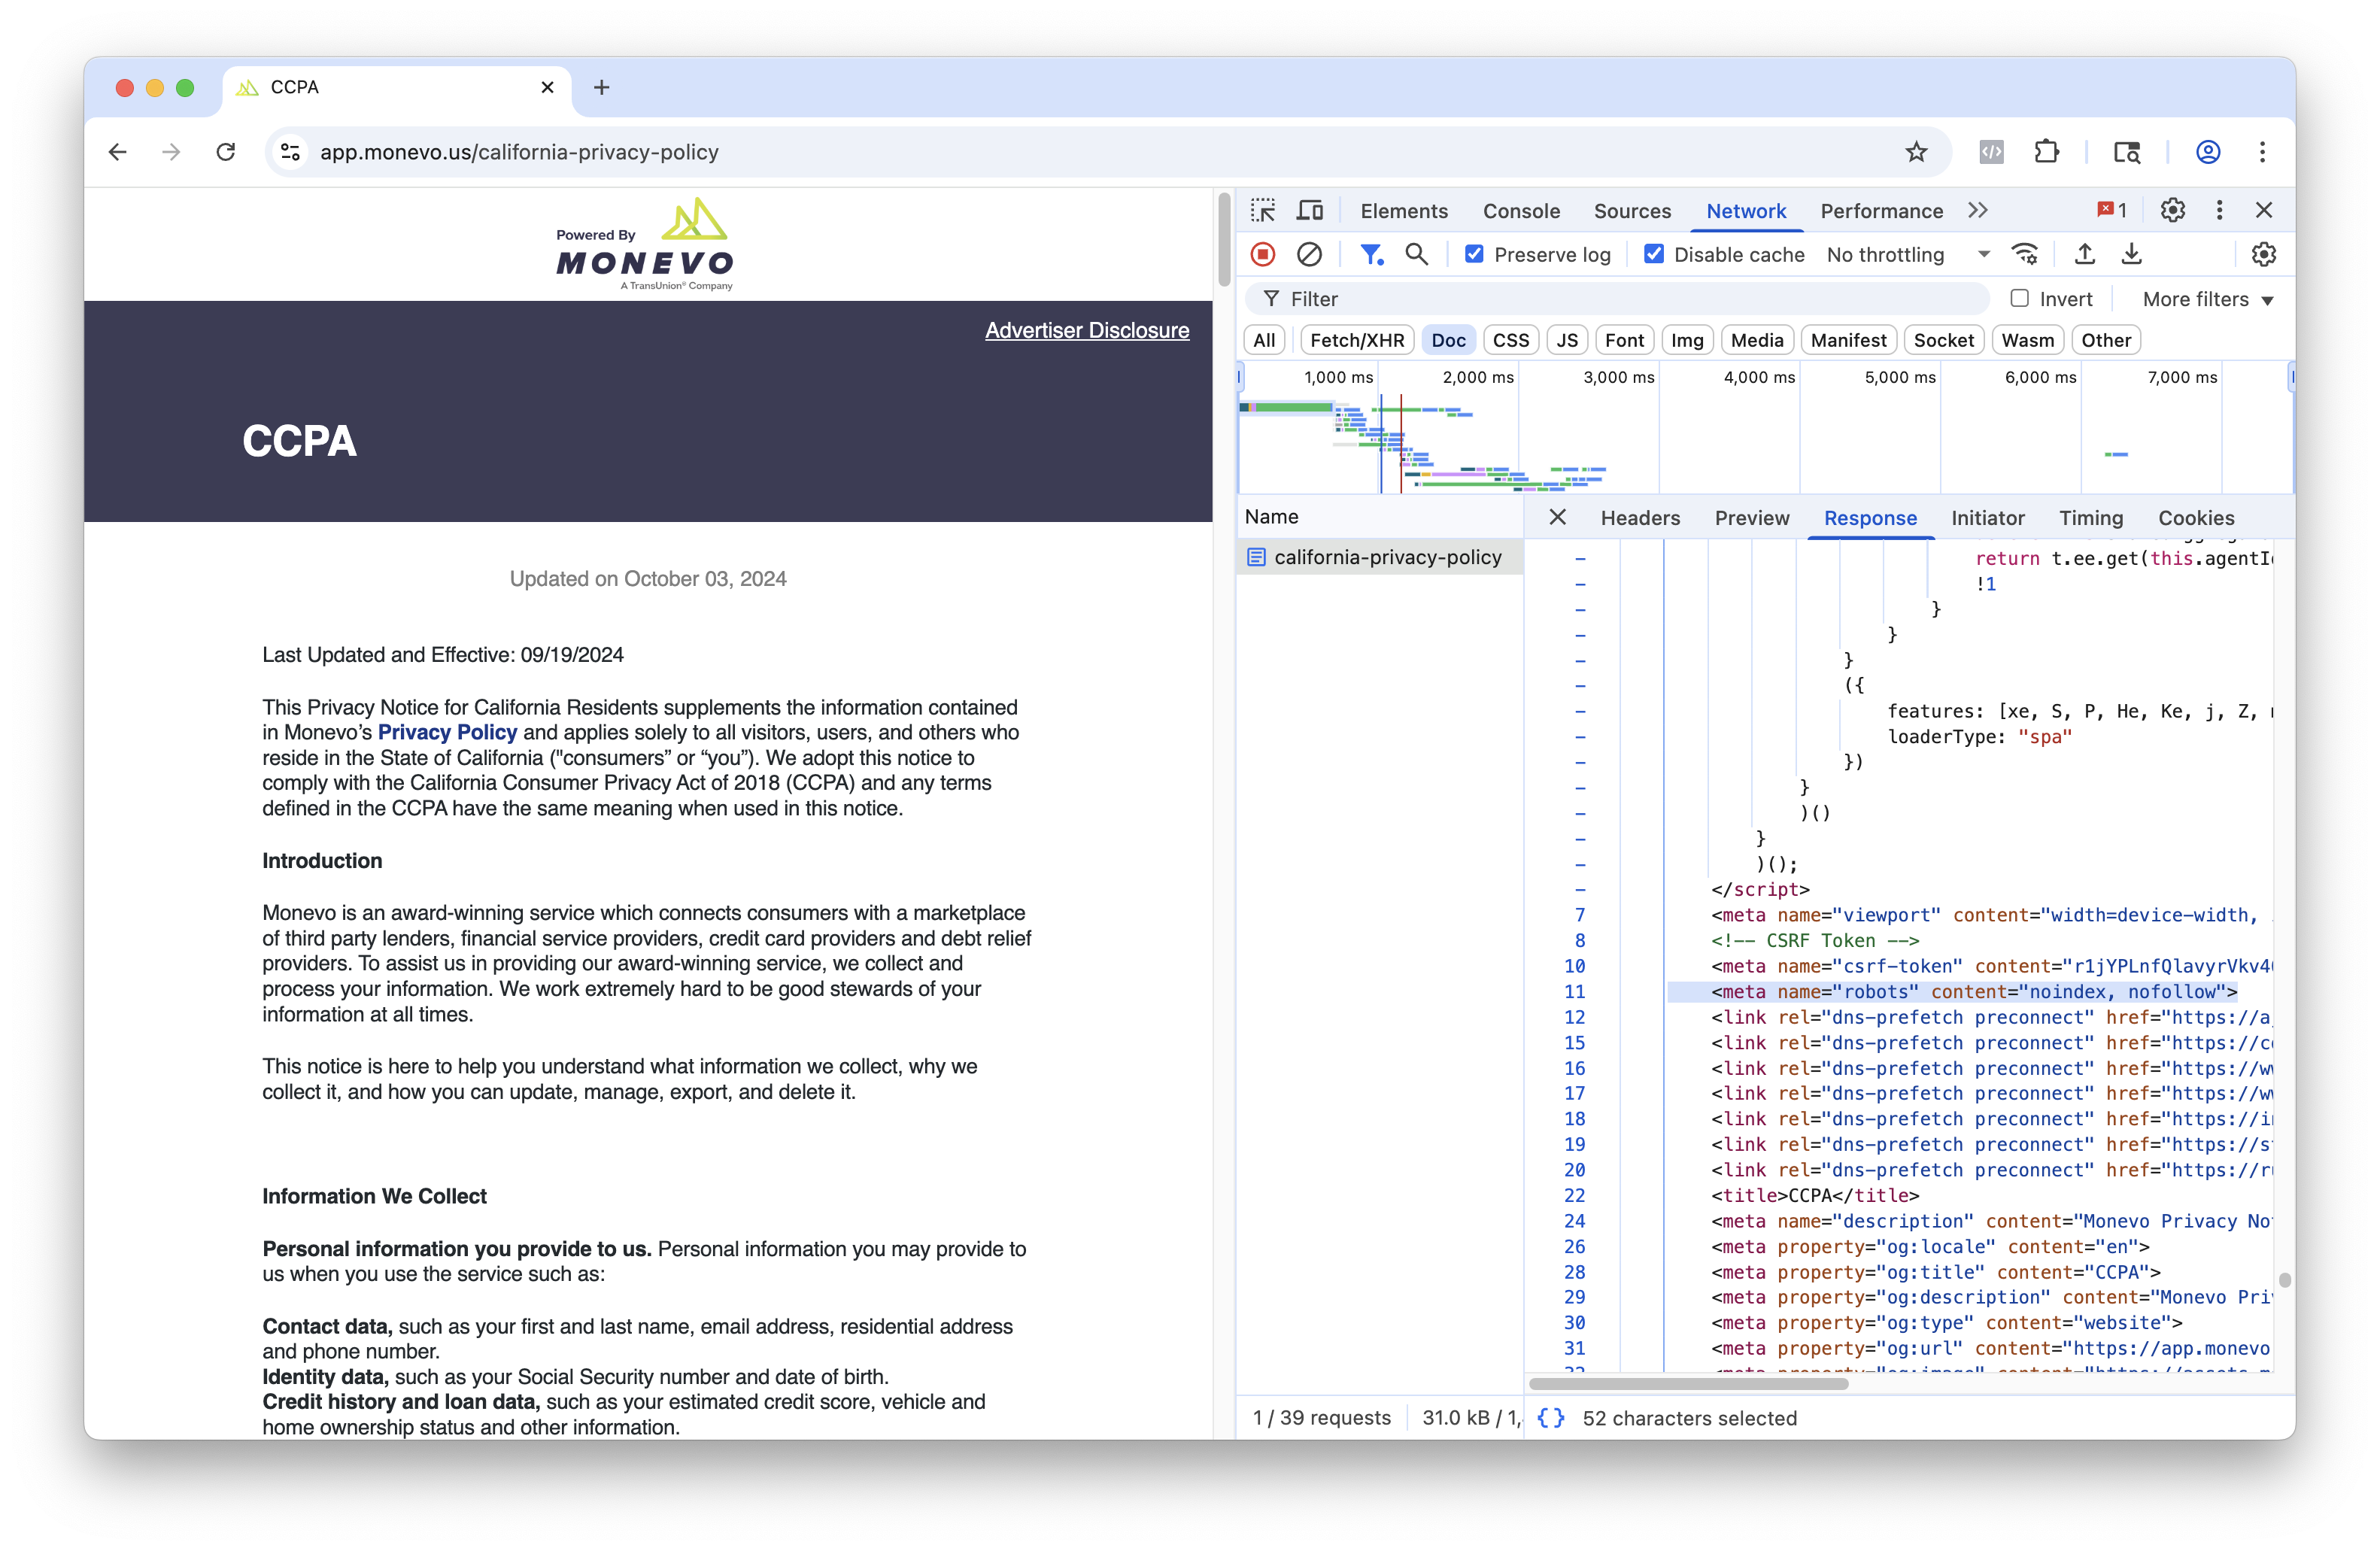 CCPA
app.monevo.us/california-privacy-policy
Powered By
MONEVO
A TransUnion® Company
Advertiser Disclosure
CCPA
Updated on October 03, 2024
Last Updated and Effective: 09/19/2024
This Privacy Notice for California Residents supplements the information contained
in Monevo’s Privacy Policy and applies solely to all visitors, users, and others who
reside in the State of California ("consumers” or “you”). We adopt this notice to
comply with the California Consumer Privacy Act of 2018 (CCPA) and any terms
defined in the CCPA have the same meaning when used in this notice.
Introduction
Monevo is an award-winning service which connects consumers with a marketplace
of third party lenders, financial service providers, credit card providers and debt relief
providers. To assist us in providing our award-winning service, we collect and
process your information. We work extremely hard to be good stewards of your
information at all times.
This notice is here to help you understand what information we collect, why we
collect it, and how you can update, manage, export, and delete it.
Information We Collect
Personal information you provide to us. Personal information you may provide to
us when you use the service such as:
Contact data, such as your first and last name, email address, residential address
and phone number.
Identity data, such as your Social Security number and date of birth.
Credit history and loan data, such as your estimated credit score, vehicle and
home ownership status and other information.
Elements Console Sources Network Performance 1
Preserve log Disable cache No throttling
Filter Invert More filters
All Fetch/XHR Doc CSS JS Font Img Media Manifest Socket Wasm Other
1,000 ms 2,000 ms 3,000 ms 4,000 ms 5,000 ms 6,000 ms 7,000 ms
Name Headers Preview Response Initiator Timing Cookies
california-privacy-policy
– return t.ee.get(this.agentI
– !1
– }
– }
– }
– ({
– features: [xe, S, P, He, Ke, j, Z,
– loaderType: "spa"
– })
– }
– )()
– }
– )();
– </script>
7 <meta name="viewport" content="width=device-width,
8 <!-- CSRF Token -->
10 <meta name="csrf-token" content="r1jYPLnfQlavyrVkv4
11 <meta name="robots" content="noindex, nofollow">
12 <link rel="dns-prefetch preconnect" href="https://a
15 <link rel="dns-prefetch preconnect" href="https://c
16 <link rel="dns-prefetch preconnect" href="https://w
17 <link rel="dns-prefetch preconnect" href="https://w
18 <link rel="dns-prefetch preconnect" href="https://i
19 <link rel="dns-prefetch preconnect" href="https://s
20 <link rel="dns-prefetch preconnect" href="https://r
22 <title>CCPA</title>
24 <meta name="description" content="Monevo Privacy No
26 <meta property="og:locale" content="en">
28 <meta property="og:title" content="CCPA">
29 <meta property="og:description" content="Monevo Pri
30 <meta property="og:type" content="website">
31 <meta property="og:url" content="https://app.monevo
1 / 39 requests 31.0 kB / 1, {} 52 characters selected